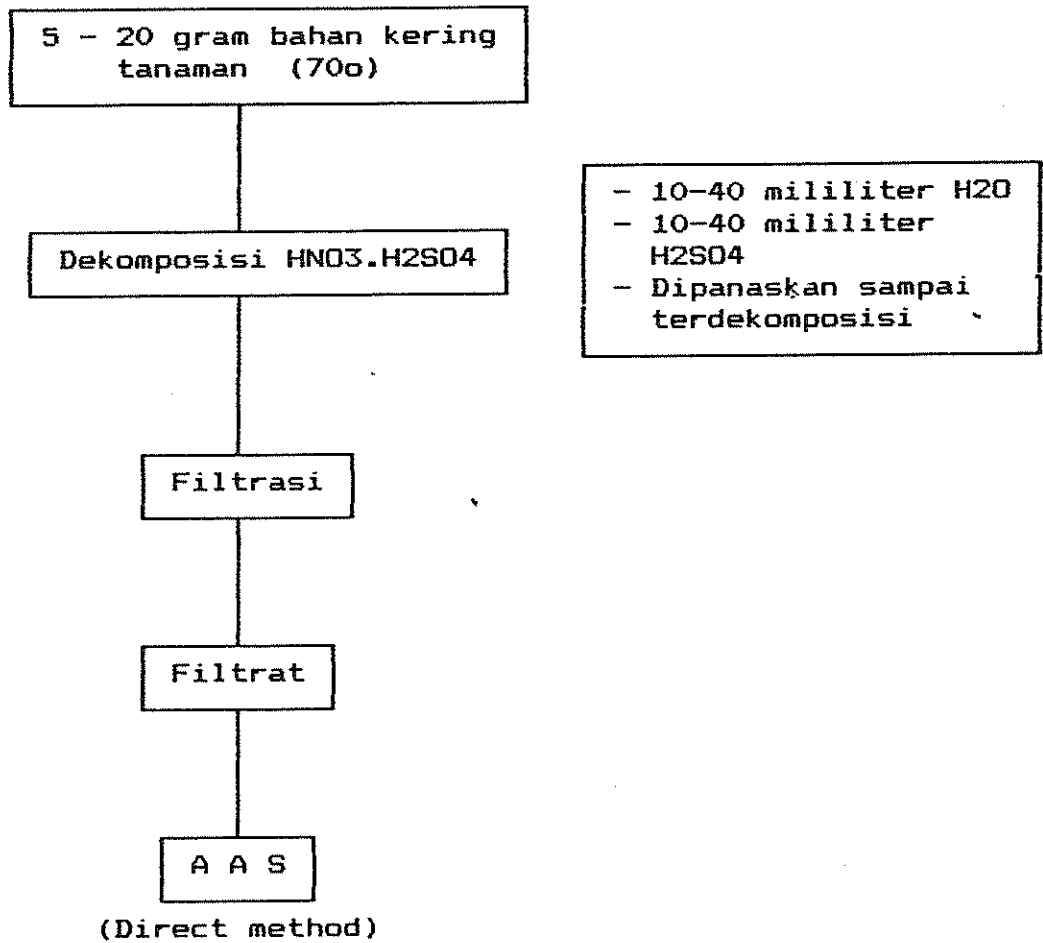 5 - 20 gram bahan kering
tanaman (70o)
Dekomposisi HNO3.H2SO4
- 10-40 mililiter H2O
- 10-40 mililiter
H2SO4
- Dipanaskan sampai
terdekomposisi
Filtrasi
Filtrat
A A S
(Direct method)